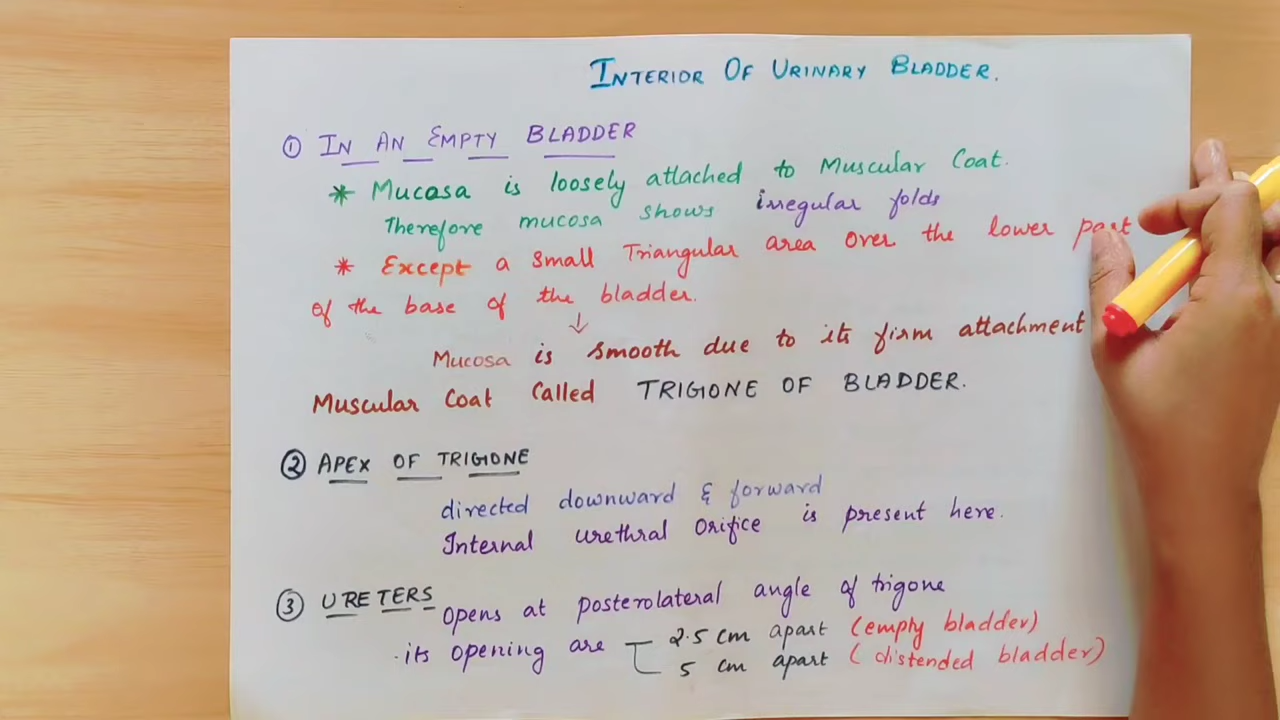 INTERIOR OF URINARY BLADDER.
① IN AN EMPTY BLADDER
* Mucosa is loosely attached to Muscular Coat.
Therefore mucosa shows irregular folds
* Except a small Triangular area over the lower part
of the base of the bladder.
↓
Mucosa is smooth due to its firm attachment
Muscular Coat Called TRIGIONE OF BLADDER.
② APEX OF TRIGIONE
directed downward & forward
Internal urethral Orifice is present here.
③ URETERS
Opens at posterolateral angle of trigone
its opening are 2.5 cm apart (empty bladder)
5 cm apart (distended bladder)